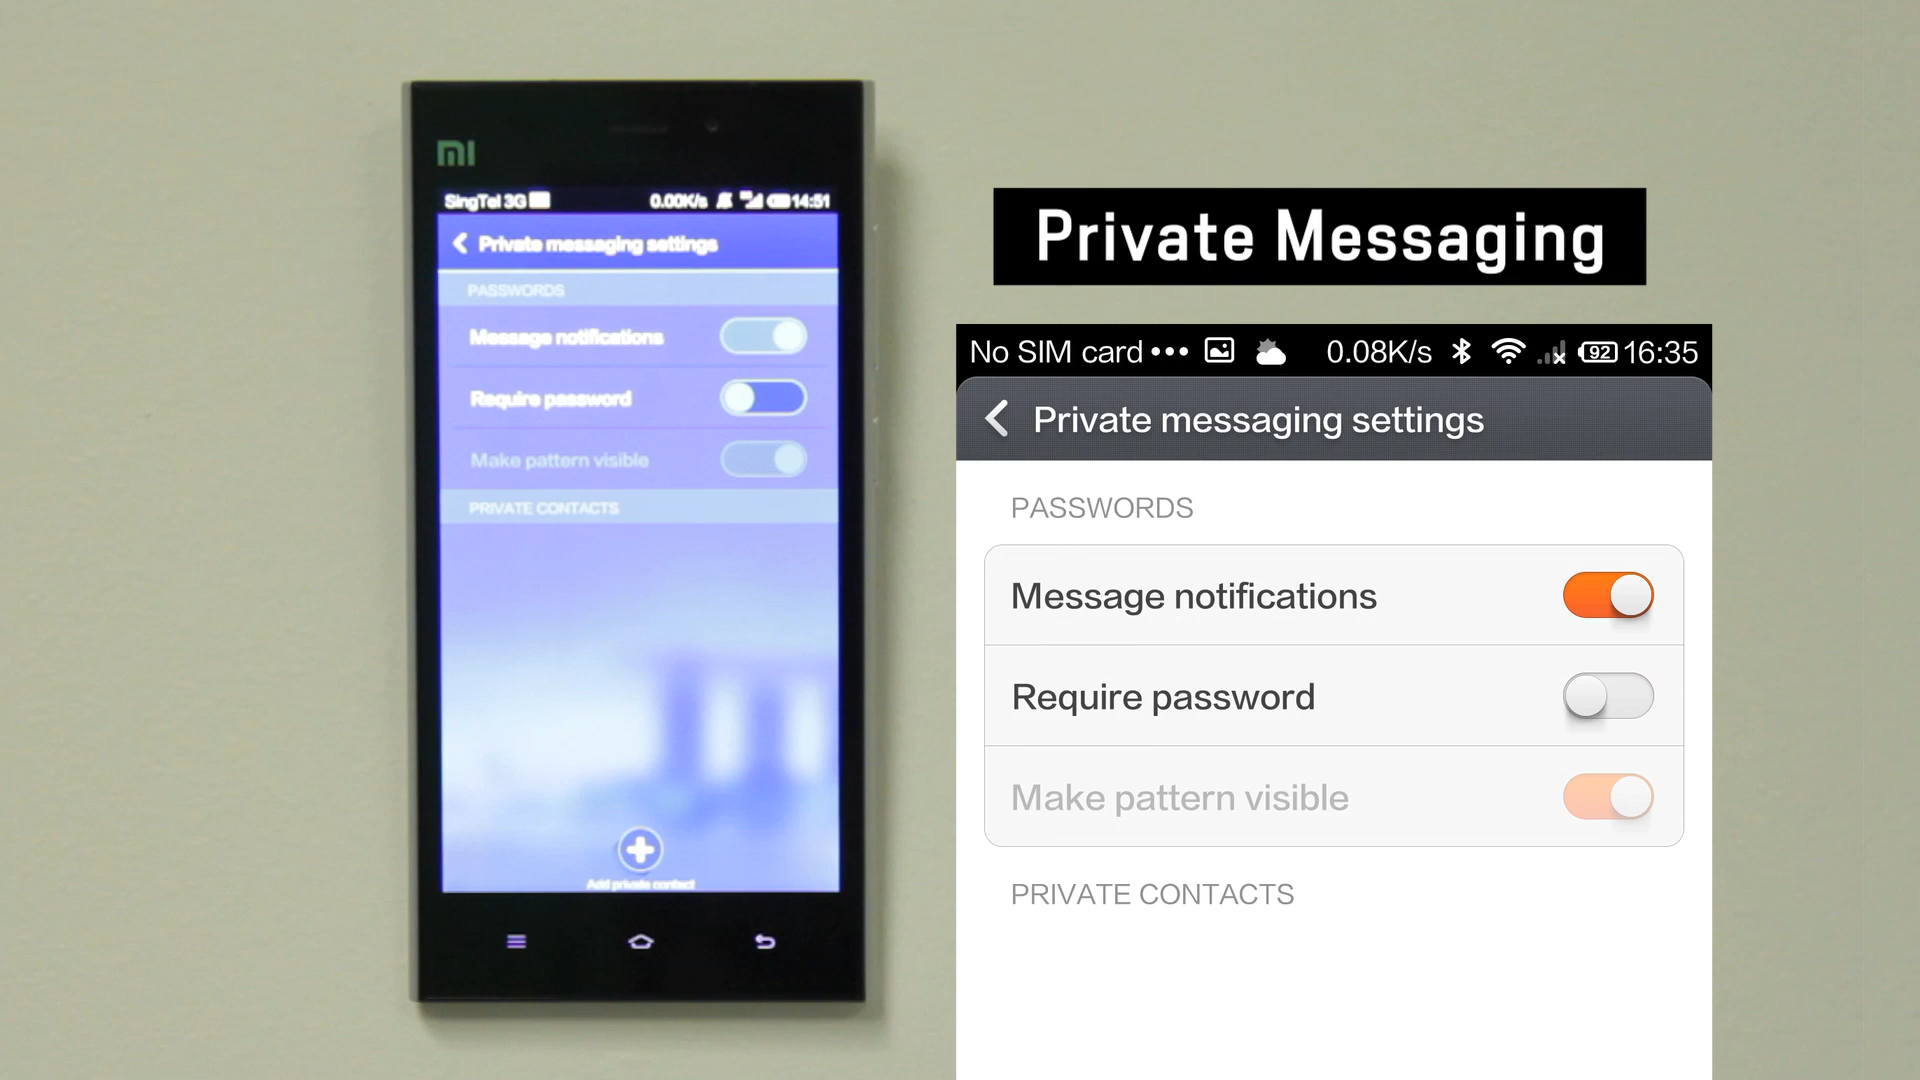 MI
SingTel 3G
0.00K/s
14:51
Private messaging settings
PASSWORDS
Message notifications
Require password
Make pattern visible
PRIVATE CONTACTS
Add private contact
Private Messaging
No SIM card ••• 0.08K/s 92 16:35
Private messaging settings
PASSWORDS
Message notifications
Require password
Make pattern visible
PRIVATE CONTACTS